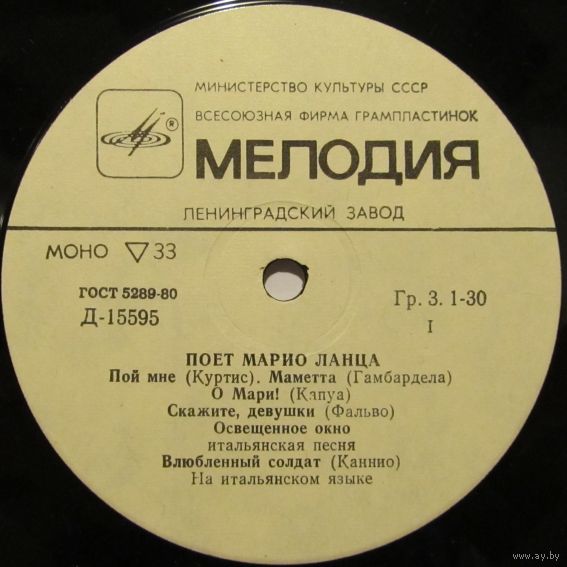 МИНИСТЕРСТВО КУЛЬТУРЫ СССР
ВСЕСОЮЗНАЯ ФИРМА ГРАМПЛАСТИНОК
®
МЕЛОДИЯ
ЛЕНИНГРАДСКИЙ ЗАВОД
МОНО ▽ 33
ГОСТ 5289-80
Д-15595
Гр. 3. 1-30
I
ПОЕТ МАРИО ЛАНЦА
Пой мне (Куртис). Маметта (Гамбардела)
О Мари! (Капуа)
Скажите, девушки (Фальво)
Освещенное окно
итальянская песня
Влюбленный солдат (Каннио)
На итальянском языке
www.ay.by